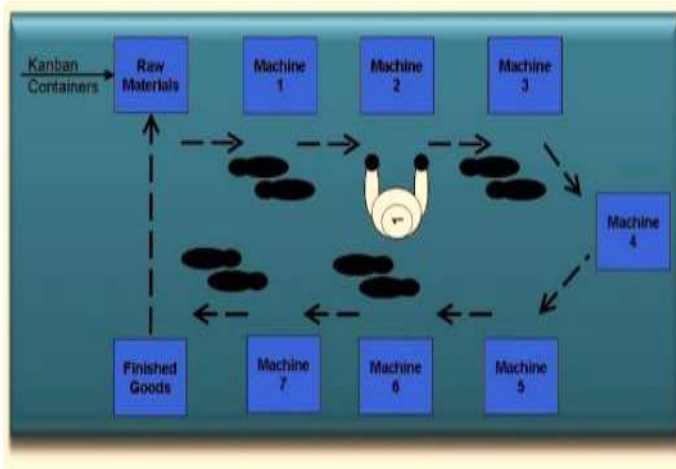 Kanban
Containers
Raw
Materials
Machine
1
Machine
2
Machine
3
Machine
4
Finished
Goods
Machine
7
Machine
6
Machine
5